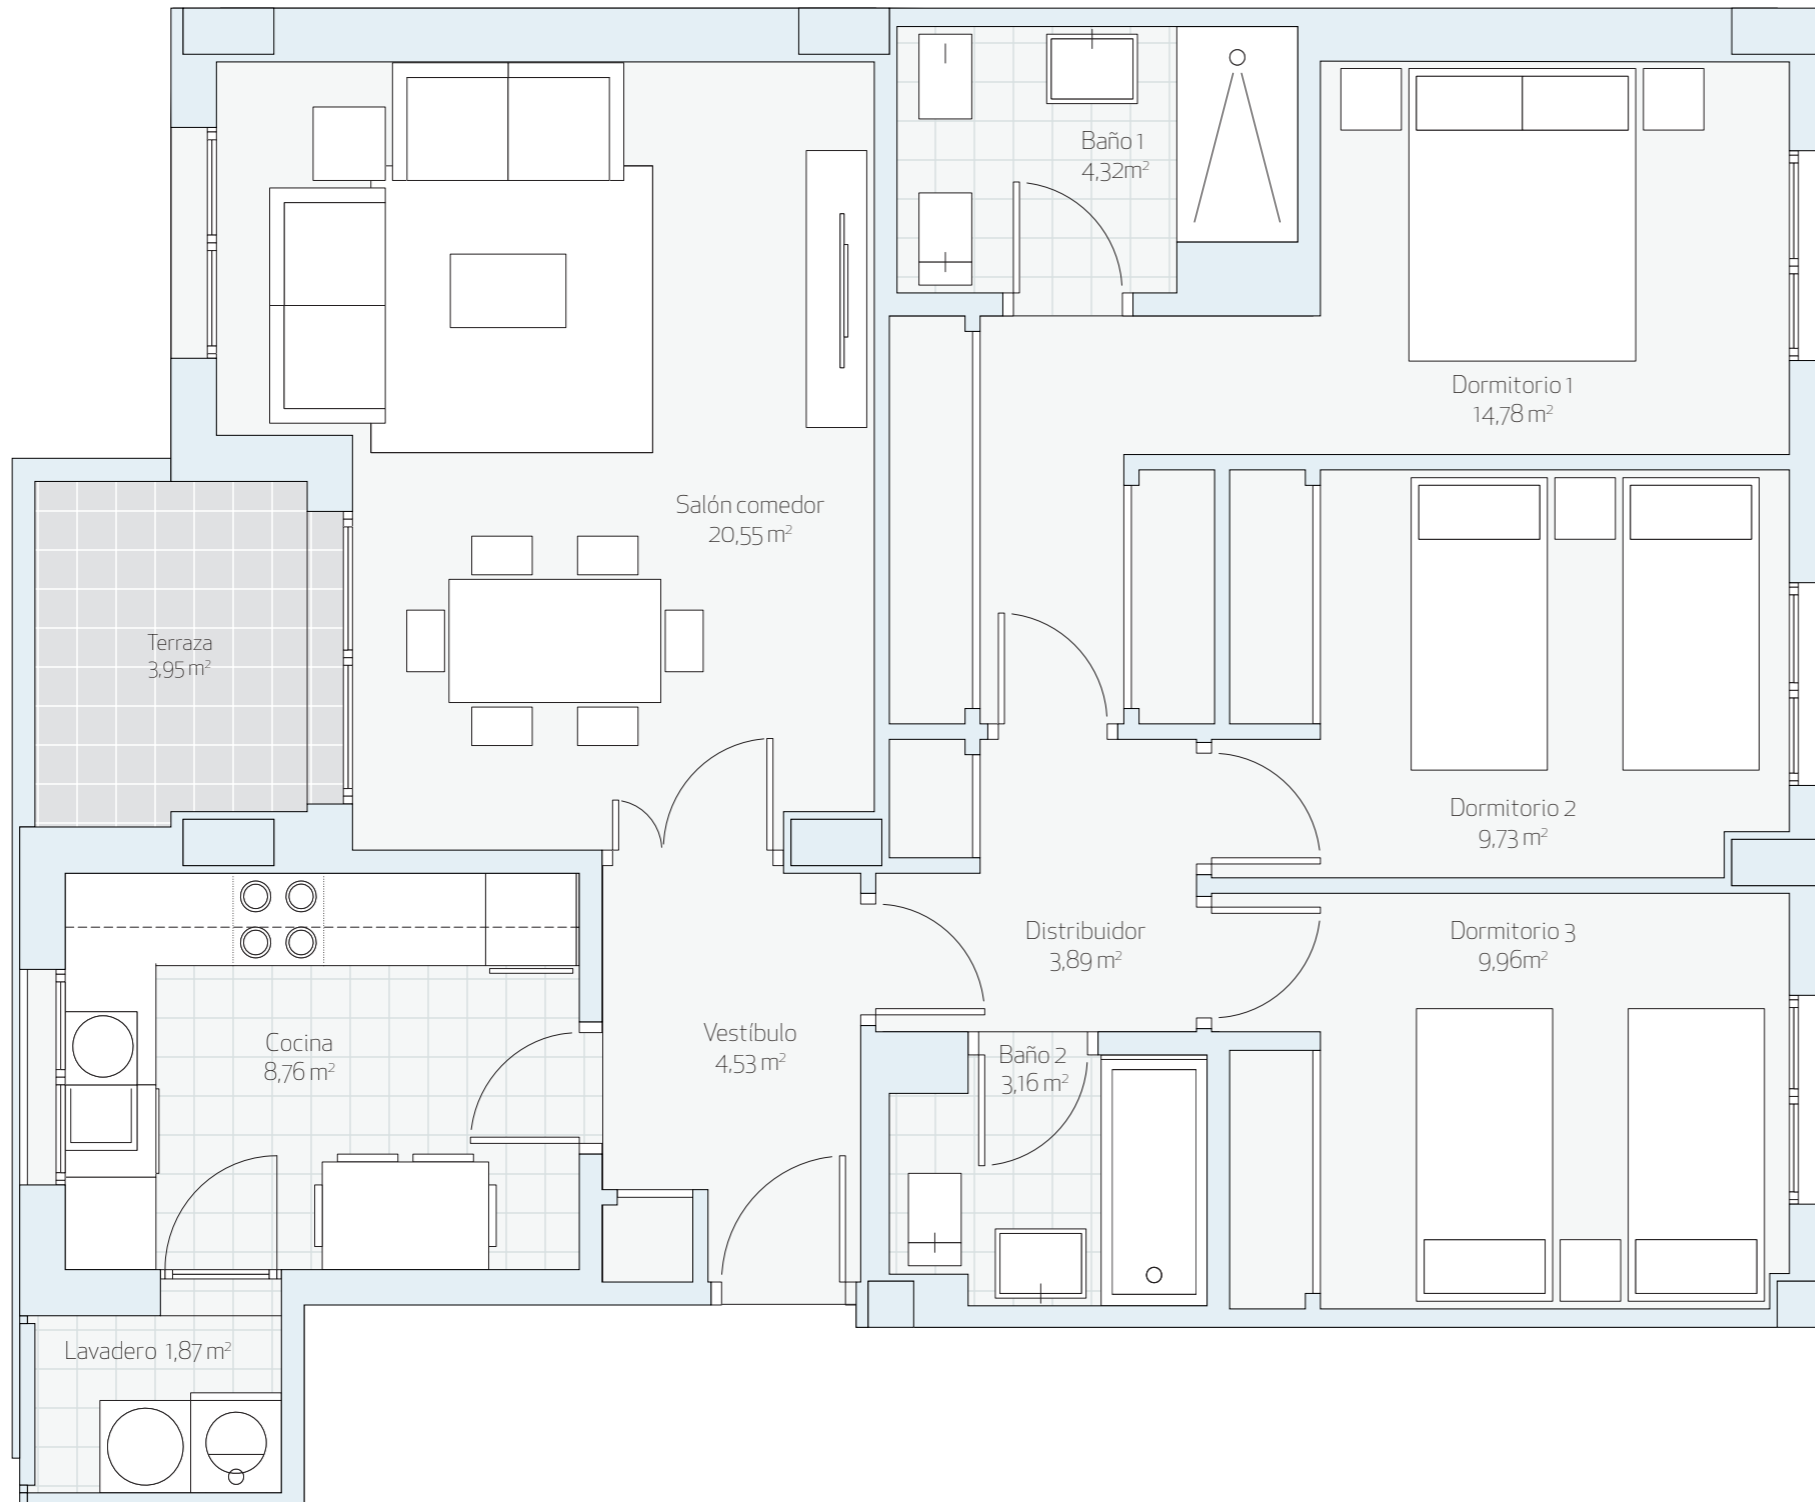 Baño 1
4,32m²
Dormitorio 1
14,78 m²
Salón comedor
20,55 m²
Terraza
3,95 m²
Dormitorio 2
9,73 m²
Distribuidor
3,89 m²
Dormitorio 3
9,96m²
Vestíbulo
4,53 m²
Cocina
8,76 m²
Baño 2
3,16 m²
Lavadero 1,87 m²